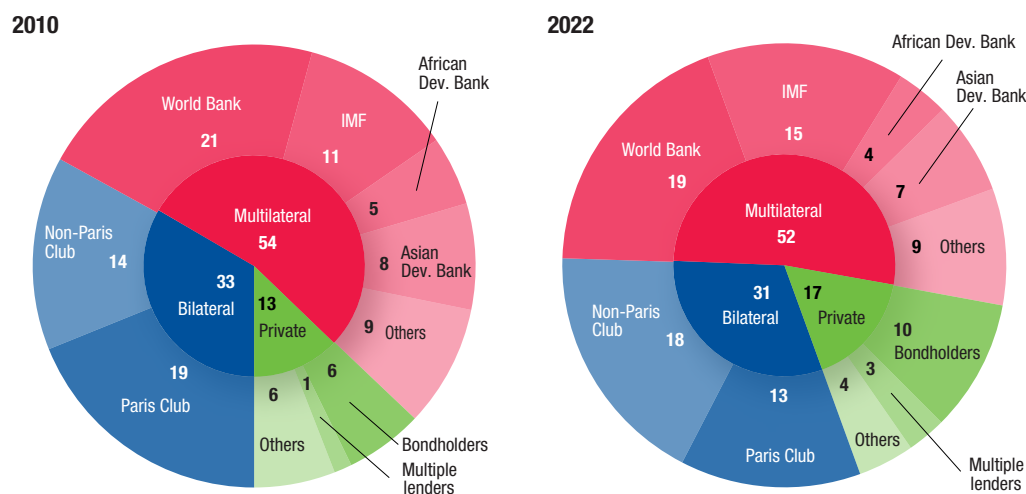 2010
World Bank
21
IMF
11
African
Dev. Bank
5
Asian
Dev. Bank
8
Others
9
Multilateral
54
Non-Paris
Club
14
33
Bilateral
13
Private
19
Paris Club
6
Others
1
Multiple
lenders
6
Bondholders
2022
World Bank
19
IMF
15
African Dev. Bank
4
Asian
Dev. Bank
7
Others
9
Multilateral
52
Non-Paris
Club
18
31
Bilateral
17
Private
13
Paris Club
4
Others
3
Multiple
lenders
10
Bondholders